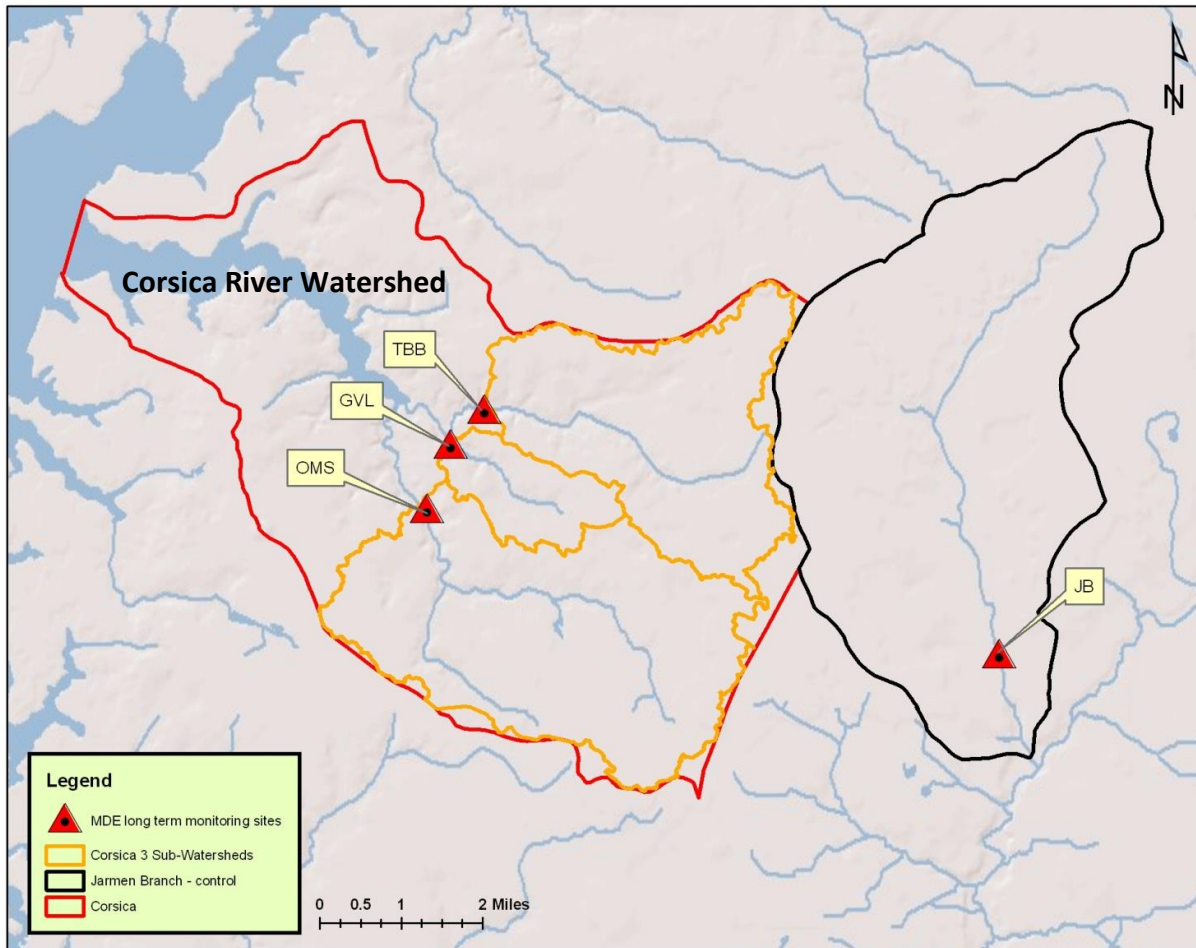 N
Corsica River Watershed
TBB
GVL
OMS
JB
Legend
MDE long term monitoring sites
Corsica 3 Sub-Watersheds
Jarmen Branch - control
Corsica
0 0.5 1 2 Miles